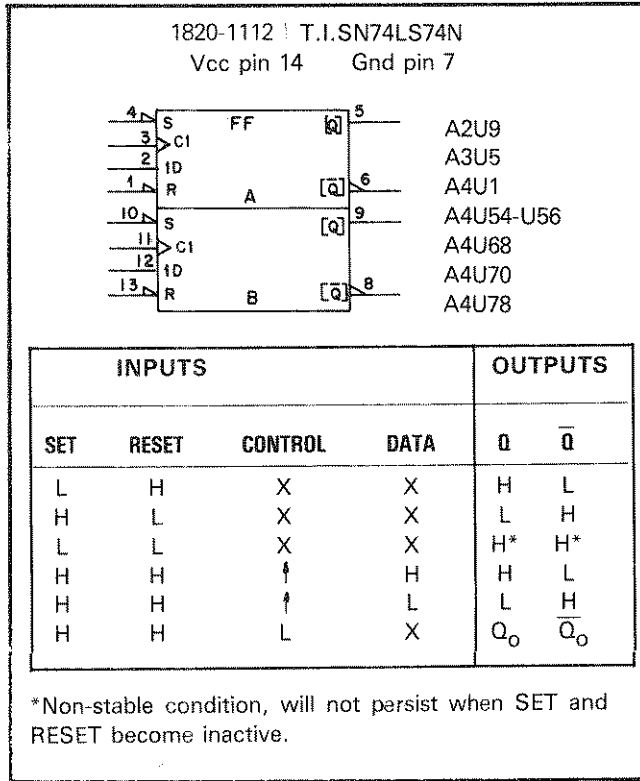 1820-1112 T.I.SN74LS74N
Vcc pin 14 Gnd pin 7
4 S FF [Q] 5 A2U9
3 C1 A3U5
2 1D
1 R A [Q̅] 6 A4U1
10 S [Q] 9 A4U54-U56
11 C1 A4U68
12 1D A4U70
13 R B [Q̅] 8 A4U78
INPUTS OUTPUTS
SET RESET CONTROL DATA Q Q̅
L H X X H L
H L X X L H
L L X X H* H*
H H ↑ H H L
H H ↑ L L H
H H L X Q₀ Q̅₀
*Non-stable condition, will not persist when SET and
RESET become inactive.